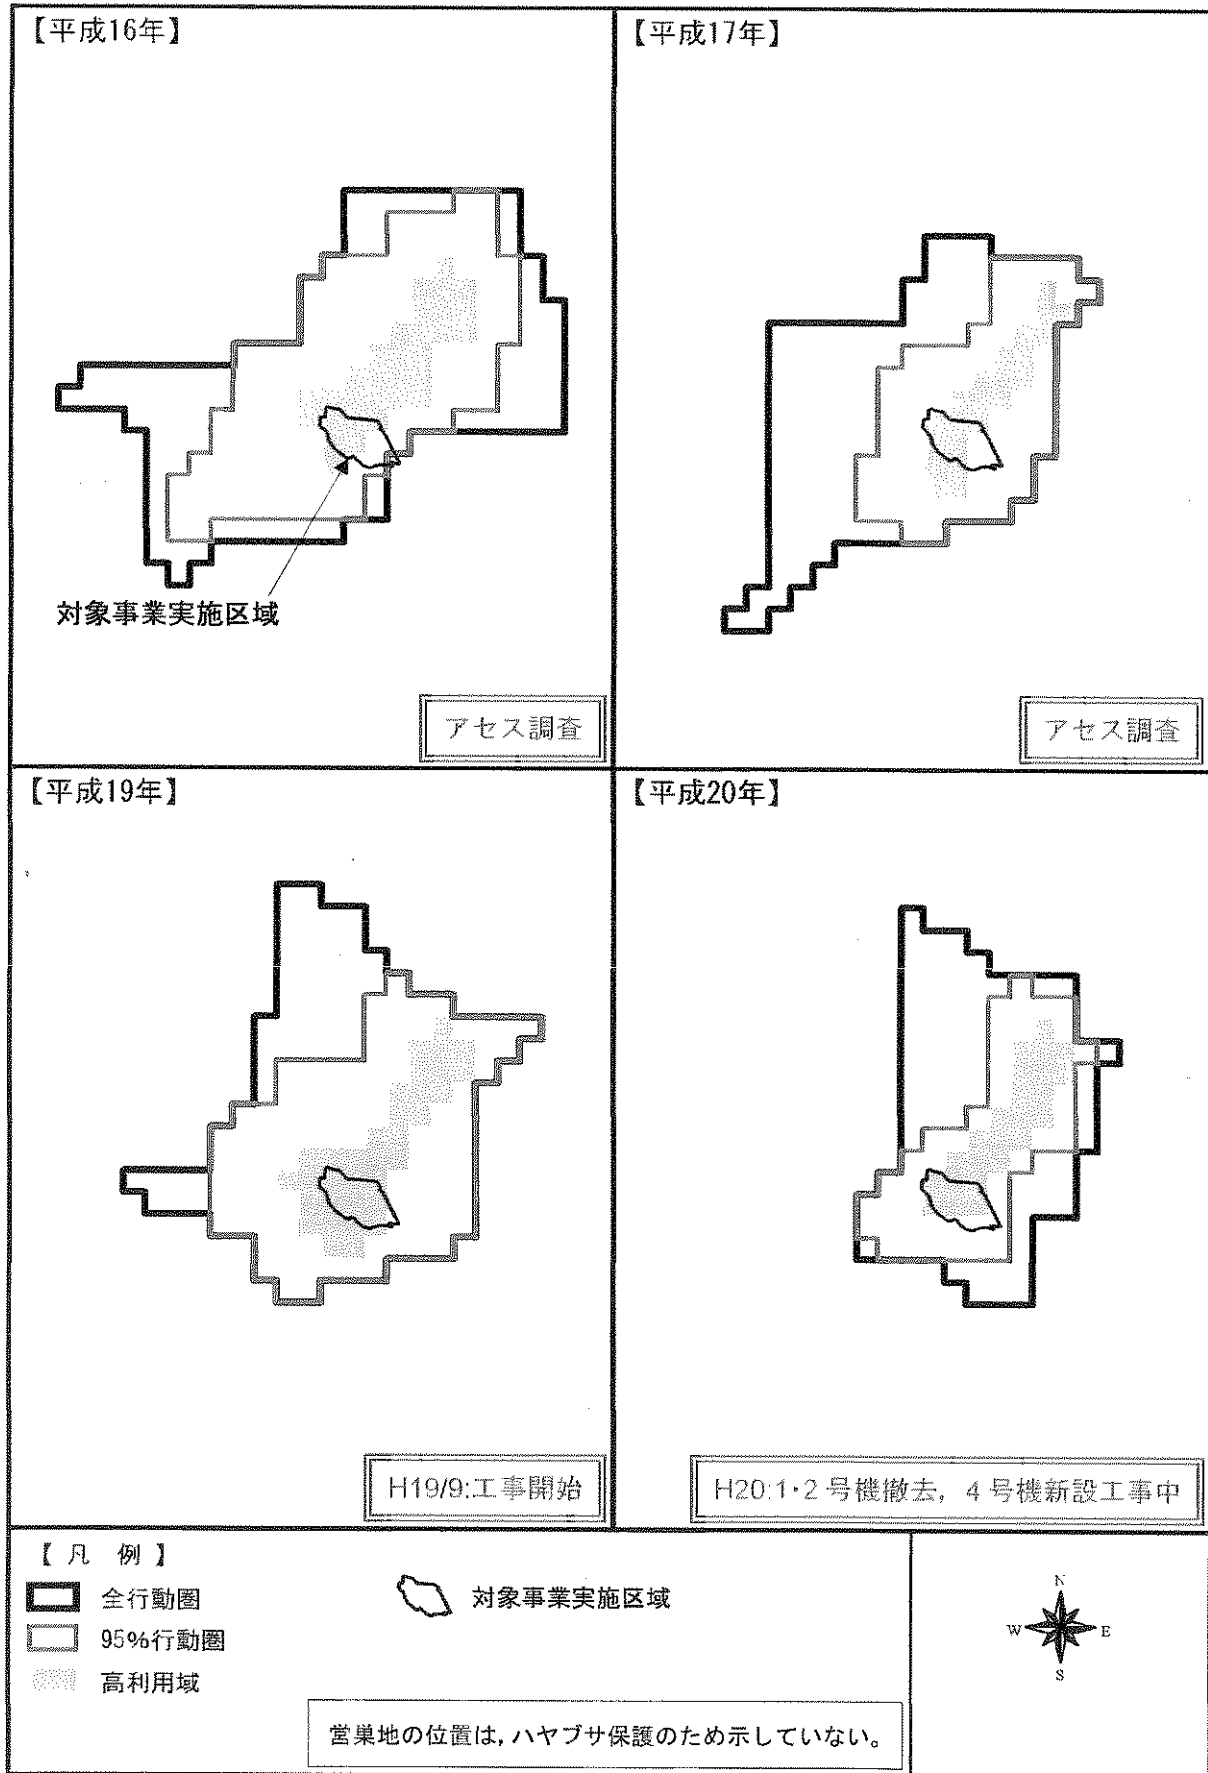 【平成16年】
対象事業実施区域
アセス調査
【平成17年】
アセス調査
【平成19年】
H19/9:工事開始
【平成20年】
H20:1・2号機撤去，4号機新設工事中
【凡 例】
全行動圏
95%行動圏
高利用域
対象事業実施区域
営巣地の位置は，ハヤブサ保護のため示していない。
N
W
E
S